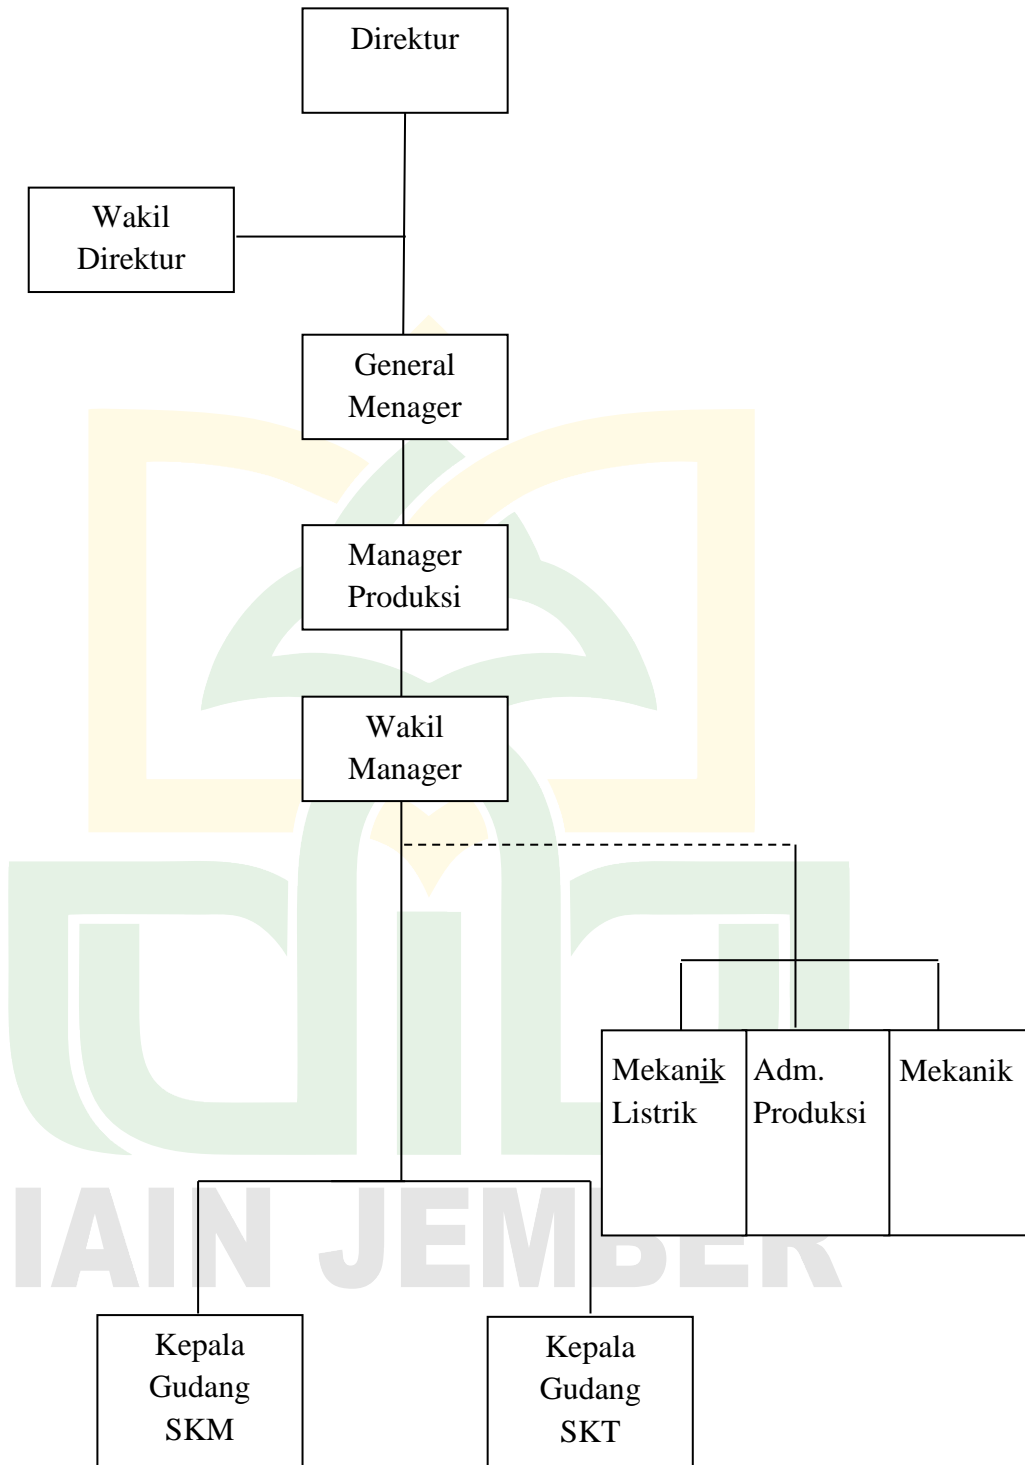 Direktur
Wakil
Direktur
General
Menager
Manager
Produksi
Wakil
Manager
Mekanik
Listrik
Adm.
Produksi
Mekanik
IAIN JEMBER
Kepala
Gudang
SKM
Kepala
Gudang
SKT